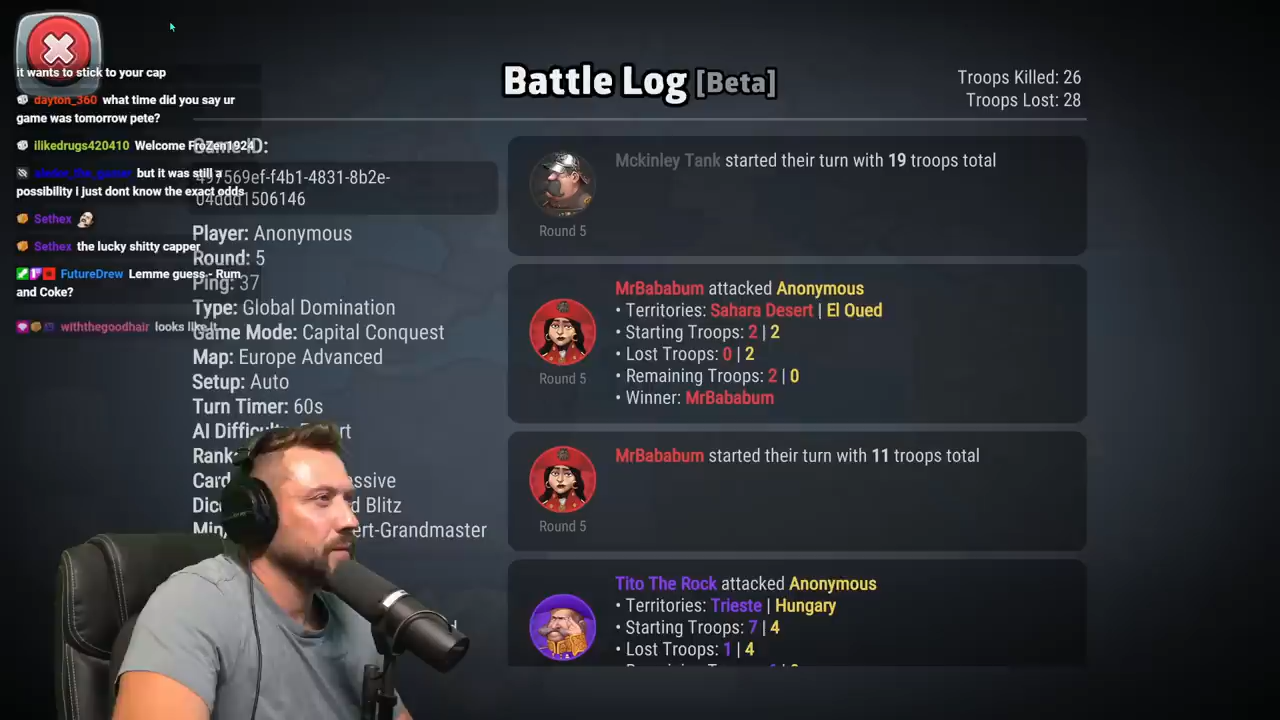 Battle Log [Beta]
Troops Killed: 26
Troops Lost: 28
it wants to stick to your cap
dayton_360 what time did you say ur
game was tomorrow pete?
ilikedrugs420410 Welcome FroZen1924
but it was still a
possibility i just dont know the exact odds
Sethex
Sethex the lucky shitty capper
FutureDrew Lemme guess - Rum
and Coke?
withthegoodhair looks like it
Game ID:
497569ef-f4b1-4831-8b2e-
04ddd1506146
Player: Anonymous
Round: 5
Ping: 37
Type: Global Domination
Game Mode: Capital Conquest
Map: Europe Advanced
Setup: Auto
Turn Timer: 60s
AI Difficulty:
Rank
Card
Blitz
ert-Grandmaster
Mckinley Tank started their turn with 19 troops total
Round 5
MrBababum attacked Anonymous
• Territories: Sahara Desert | El Oued
• Starting Troops: 2 | 2
• Lost Troops: 0 | 2
• Remaining Troops: 2 | 0
• Winner: MrBababum
Round 5
MrBababum started their turn with 11 troops total
Round 5
Tito The Rock attacked Anonymous
• Territories: Trieste | Hungary
• Starting Troops: 7 | 4
• Lost Troops: 1 | 4